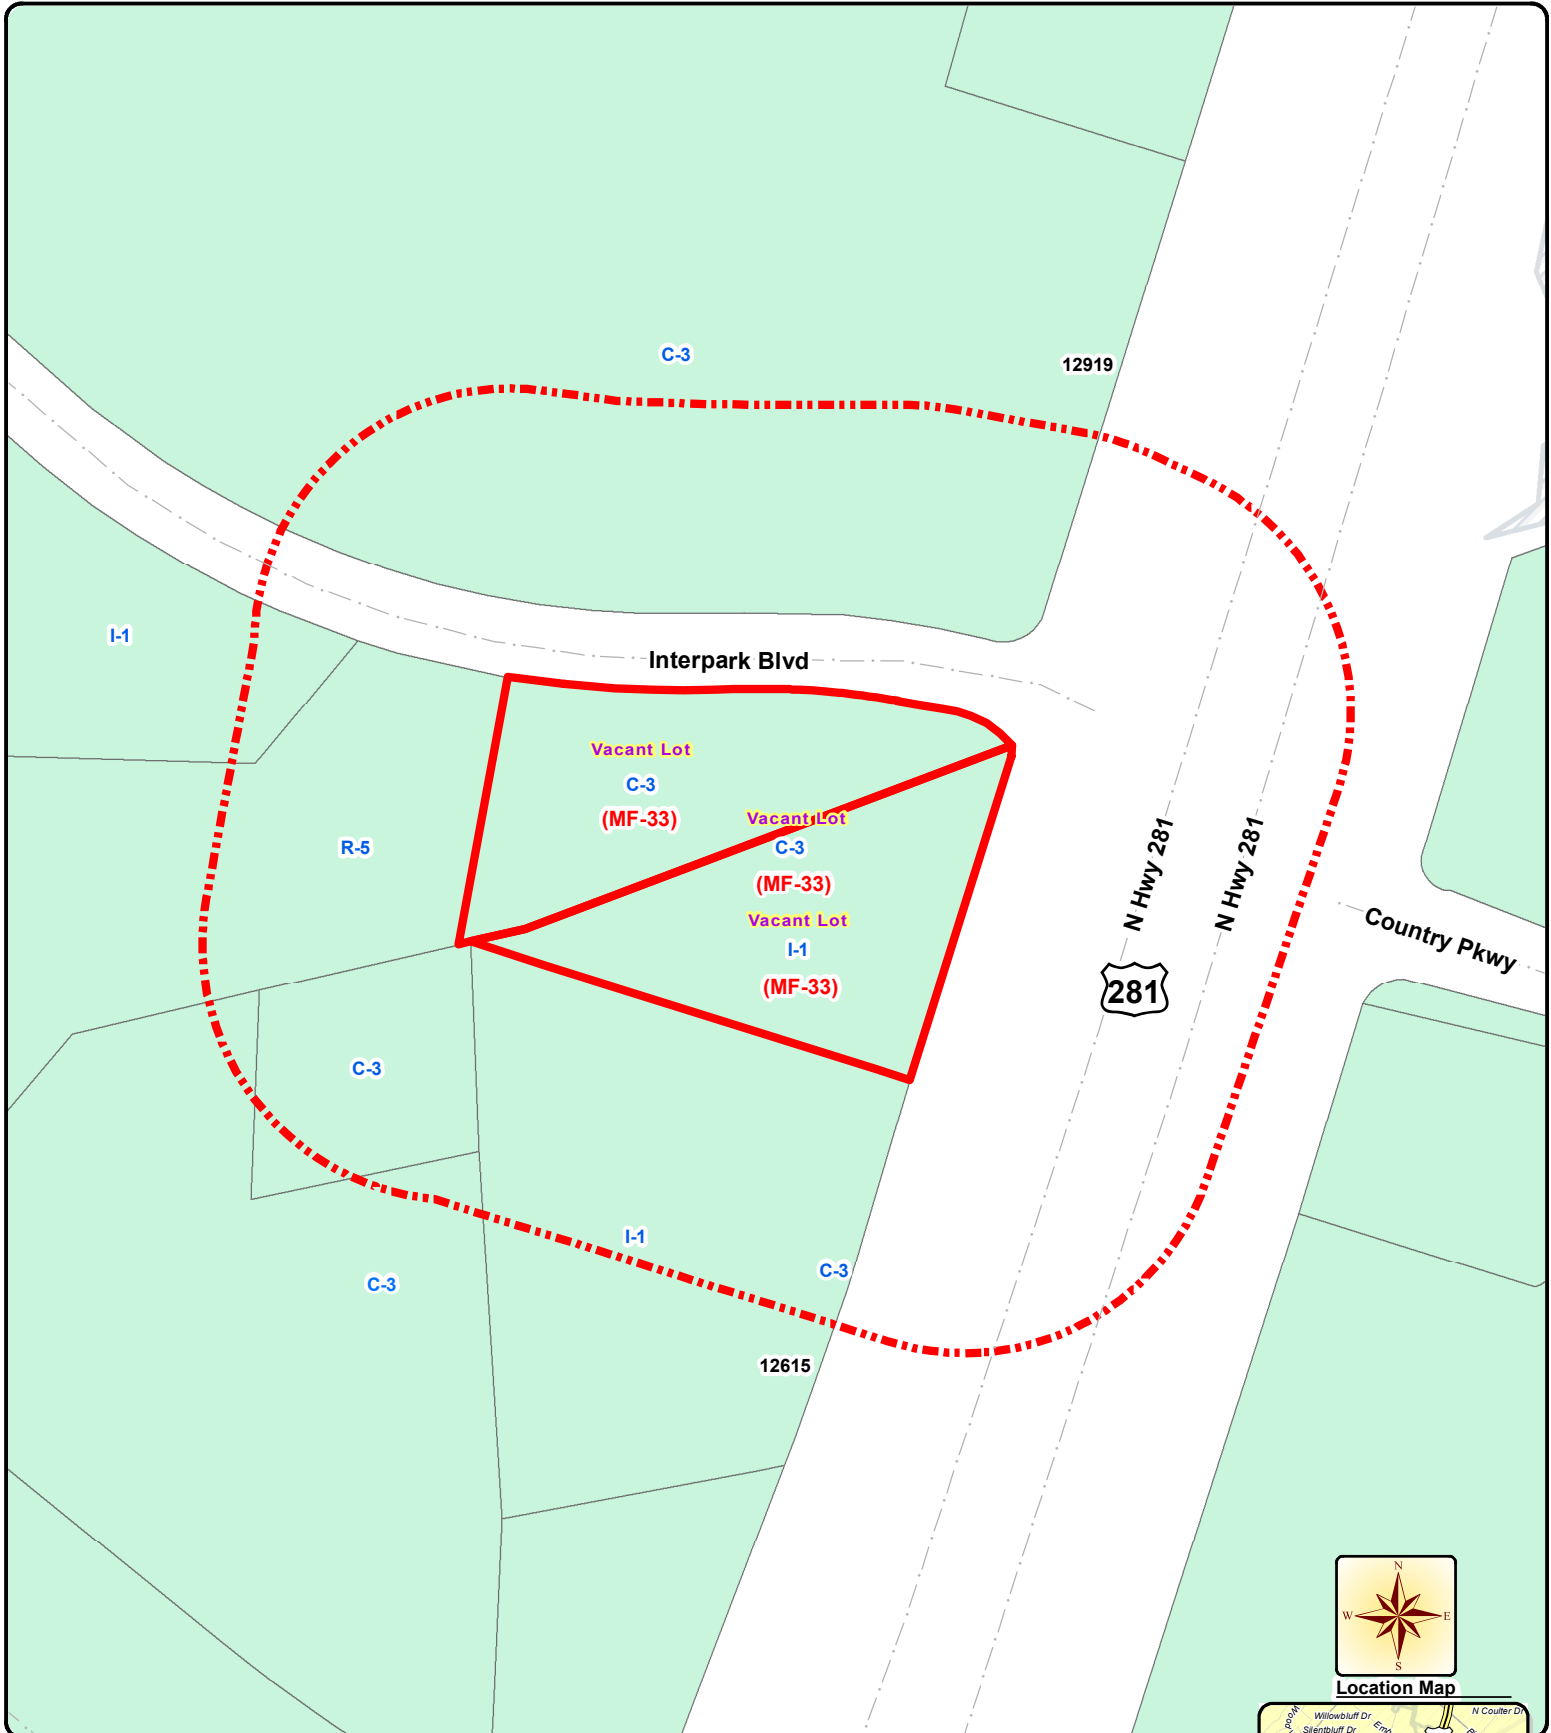 C-3
12919
I-1
Interpark Blvd
Vacant Lot
C-3
(MF-33)
Vacant Lot
C-3
(MF-33)
R-5
Vacant Lot
I-1
(MF-33)
N Hwy 281
N Hwy 281
Country Pkwy
281
C-3
I-1
C-3
C-3
12615
N
W
E
S
Location Map
N Coulter Dr
Willowbluff Dr
Silentbluff Dr